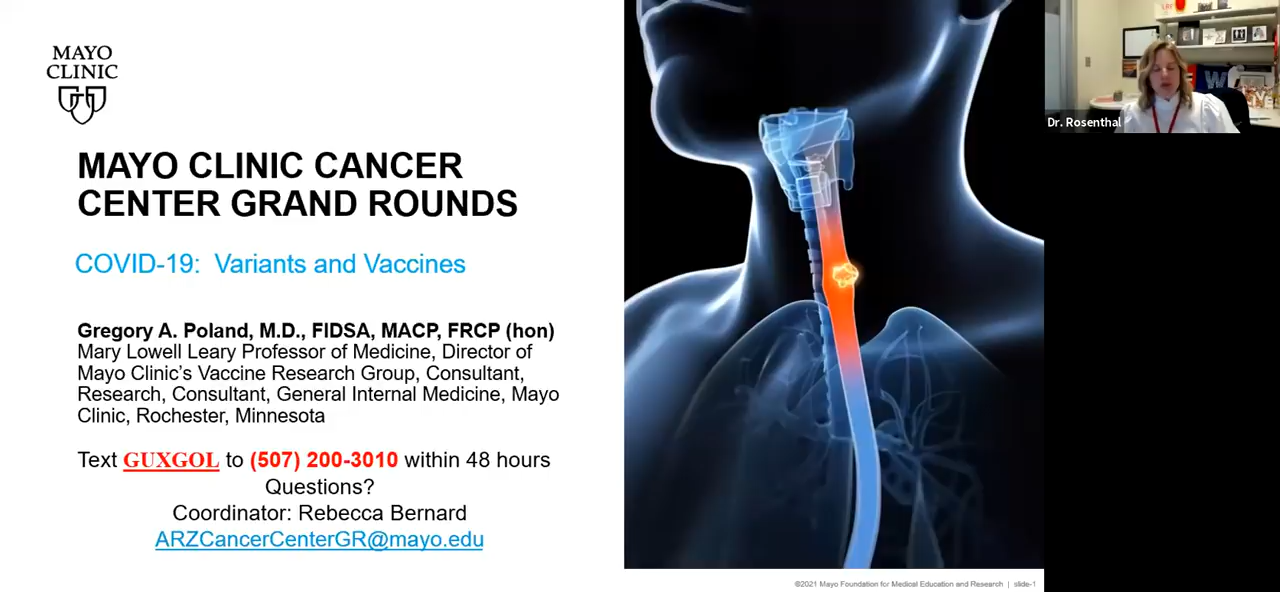 MAYO
CLINIC
MAYO CLINIC CANCER
CENTER GRAND ROUNDS
COVID-19: Variants and Vaccines
Gregory A. Poland, M.D., FIDSA, MACP, FRCP (hon)
Mary Lowell Leary Professor of Medicine, Director of
Mayo Clinic's Vaccine Research Group, Consultant,
Research, Consultant, General Internal Medicine, Mayo
Clinic, Rochester, Minnesota
Text GUXGOL to (507) 200-3010 within 48 hours
Questions?
Coordinator: Rebecca Bernard
ARZCancerCenterGR@mayo.edu
©2021 Mayo Foundation for Medical Education and Research | slide-1
Dr. Rosenthal
W